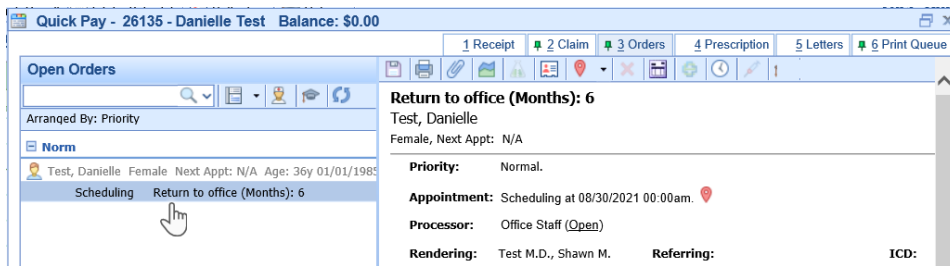 Quick Pay - 26135 - Danielle Test Balance: $0.00
1 Receipt 2 Claim 3 Orders 4 Prescription 5 Letters 6 Print Queue
Open Orders
Arranged By: Priority
Norm
Test, Danielle Female Next Appt: N/A Age: 36y 01/01/1985
Scheduling Return to office (Months): 6
Return to office (Months): 6
Test, Danielle
Female, Next Appt: N/A
Priority: Normal.
Appointment: Scheduling at 08/30/2021 00:00am.
Processor: Office Staff (Open)
Rendering: Test M.D., Shawn M. Referring: ICD: